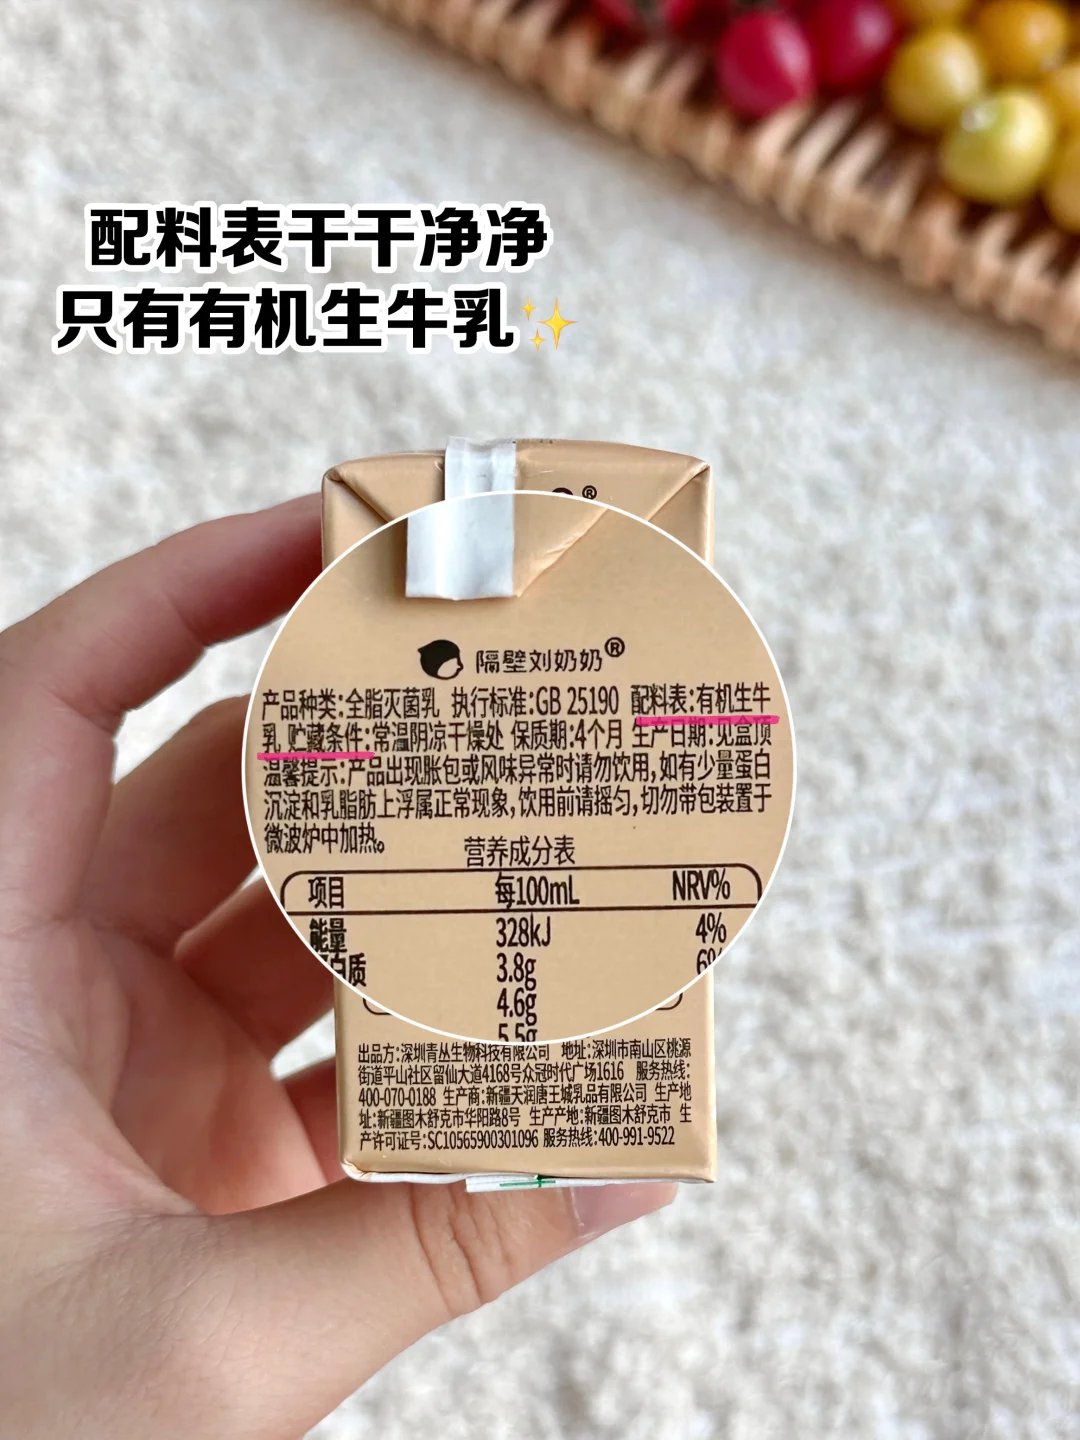 配料表干干净净
只有有机生牛乳✨
®
隔壁刘奶奶®
产品种类:全脂灭菌乳 执行标准:GB 25190 配料表:有机生牛
乳 贮藏条件:常温阴凉干燥处 保质期:4个月 生产日期:见盒顶
温馨提示:产品出现胀包或风味异常时请勿饮用,如有少量蛋白
沉淀和乳脂肪上浮属正常现象,饮用前请摇匀,切勿带包装置于
微波炉中加热。
营养成分表
项目 每100mL NRV%
能量 328kJ 4%
白质 3.8g 6%
4.6g
5.5g
出品方:深圳青丛生物科技有限公司 地址:深圳市南山区桃源
街道平山社区留仙大道4168号众冠时代广场1616 服务热线:
400-070-0188 生产商:新疆天润唐王城乳品有限公司 生产地
址:新疆图木舒克市华阳路8号 生产产地:新疆图木舒克市 生
产许可证号:SC10565900301096 服务热线:400-991-9522